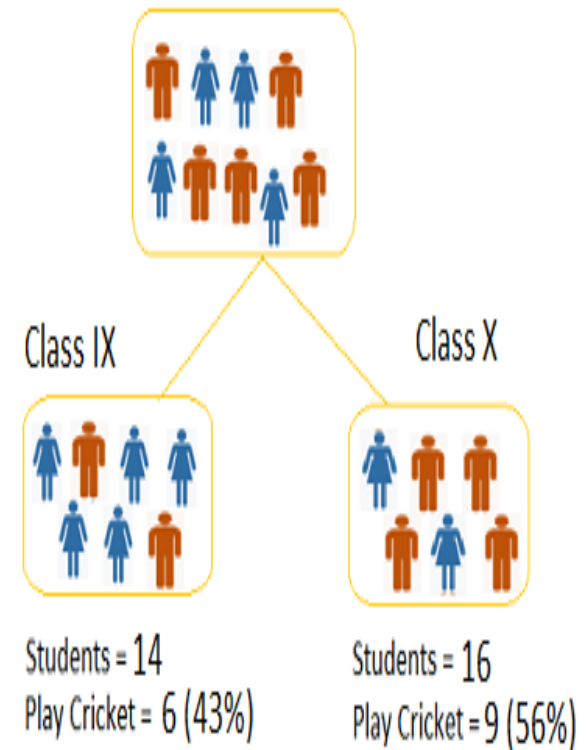 Class IX
Class X
Students = 14
Play Cricket = 6 (43%)
Students = 16
Play Cricket = 9 (56%)